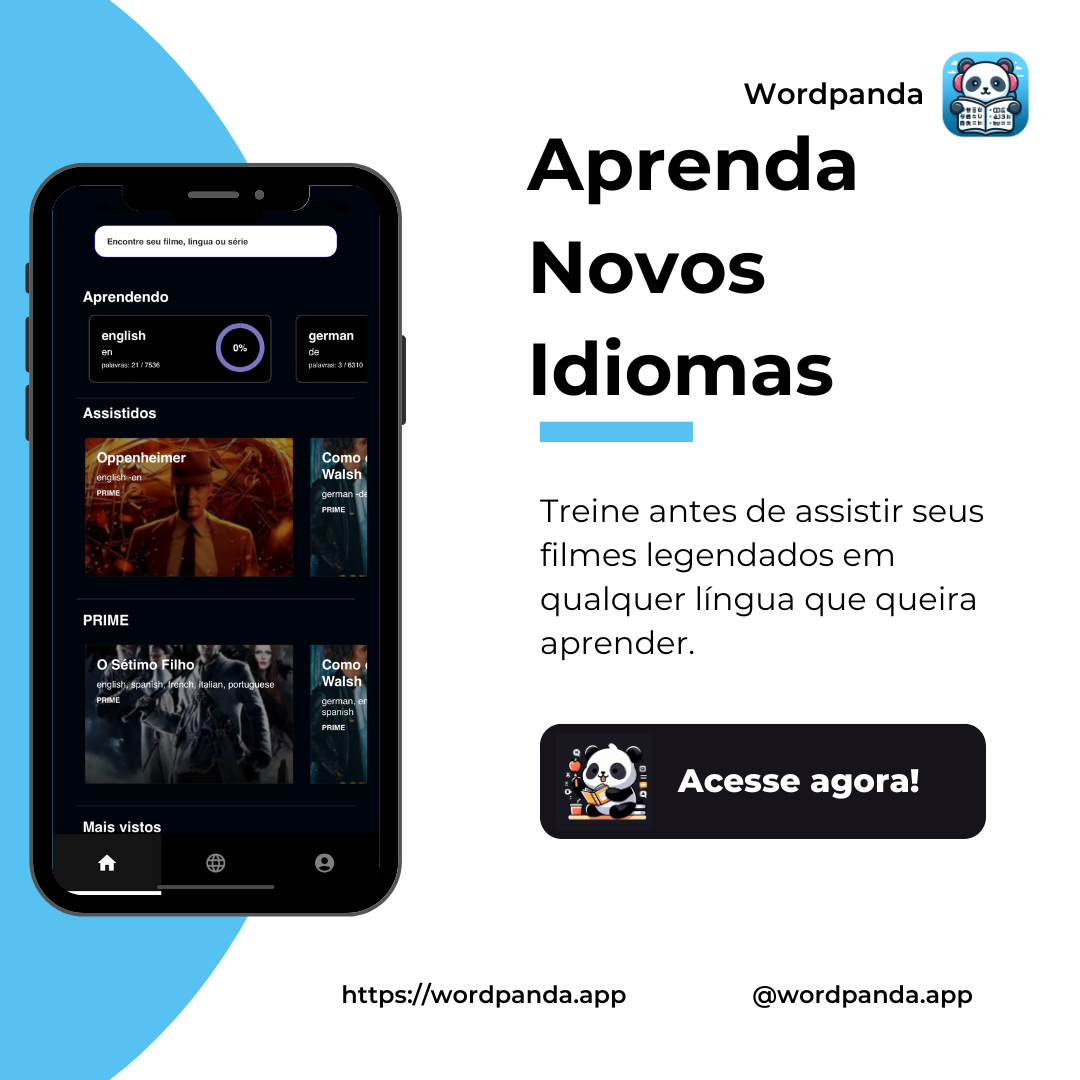 Wordpanda
Aprenda
Novos
Idiomas
Treine antes de assistir seus
filmes legendados em
qualquer língua que queira
aprender.
Acesse agora!
Encontre seu filme, lingua ou série
Aprendendo
english
en
palavras: 21 / 7536
0%
german
de
palavras: 3 / 6310
Assistidos
Oppenheimer
english -en
PRIME
Como
Walsh
german -de
PRIME
PRIME
O Sétimo Filho
english, spanish, french, italian, portuguese
PRIME
Como
Walsh
german, en
spanish
PRIME
Mais vistos
https://wordpanda.app
@wordpanda.app